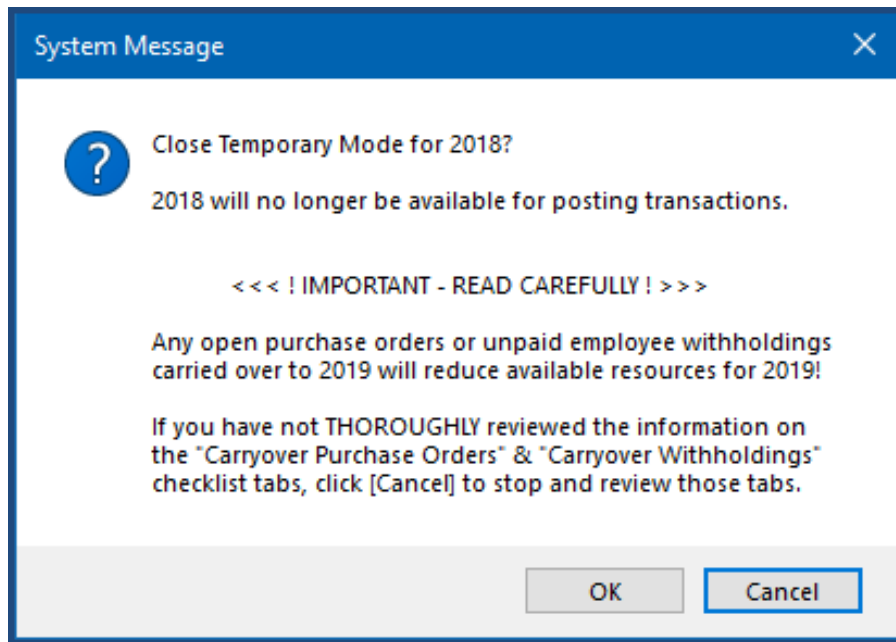 System Message
Close Temporary Mode for 2018?
2018 will no longer be available for posting transactions.
< < < ! IMPORTANT - READ CAREFULLY ! > > >
Any open purchase orders or unpaid employee withholdings
carried over to 2019 will reduce available resources for 2019!
If you have not THOROUGHLY reviewed the information on
the "Carryover Purchase Orders" & "Carryover Withholdings"
checklist tabs, click [Cancel] to stop and review those tabs.
OK
Cancel